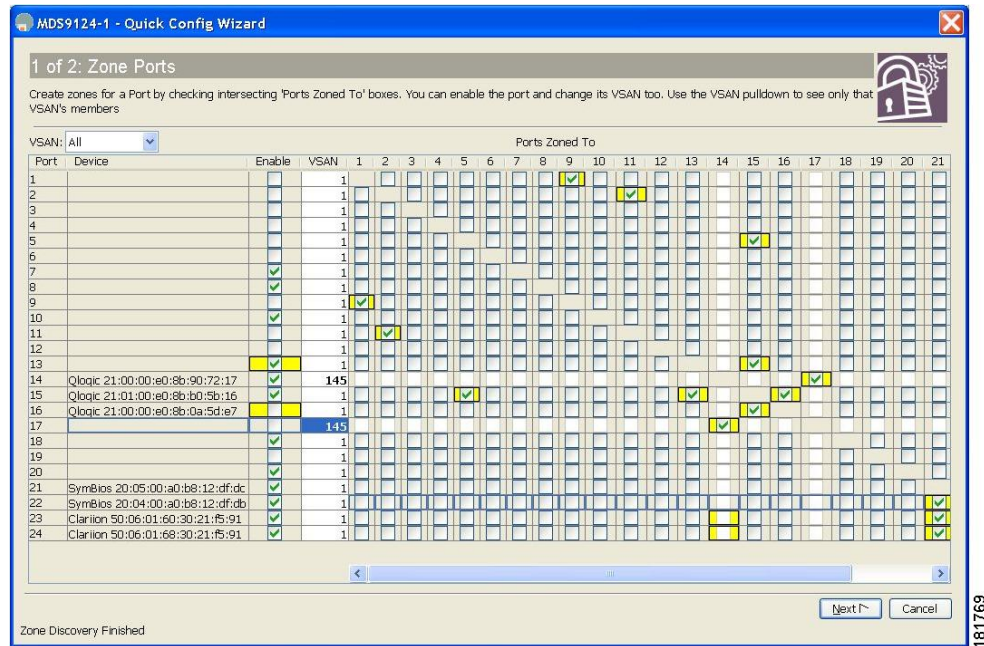 MDS9124-1 - Quick Config Wizard
1 of 2: Zone Ports
Create zones for a Port by checking intersecting 'Ports Zoned To' boxes. You can enable the port and change its VSAN too. Use the VSAN pulldown to see only that
VSAN's members
VSAN: All
Ports Zoned To
Port Device Enable VSAN 1 2 3 4 5 6 7 8 9 10 11 12 13 14 15 16 17 18 19 20 21
1 1
2 1
3 1
4 1
5 1
6 1
7 1
8 1
9 1
10 1
11 1
12 1
13 1
14 Qlogic 21:00:00:e0:8b:90:72:17 145
15 Qlogic 21:01:00:e0:8b:b0:5b:16 1
16 Qlogic 21:00:00:e0:8b:0a:5d:e7 1
17 145
18 1
19 1
20 1
21 SymBios 20:05:00:a0:b8:12:df:dc 1
22 SymBios 20:04:00:a0:b8:12:df:db 1
23 Clariion 50:06:01:60:30:21:f5:91 1
24 Clariion 50:06:01:68:30:21:f5:91 1
Next
Cancel
Zone Discovery Finished
181769